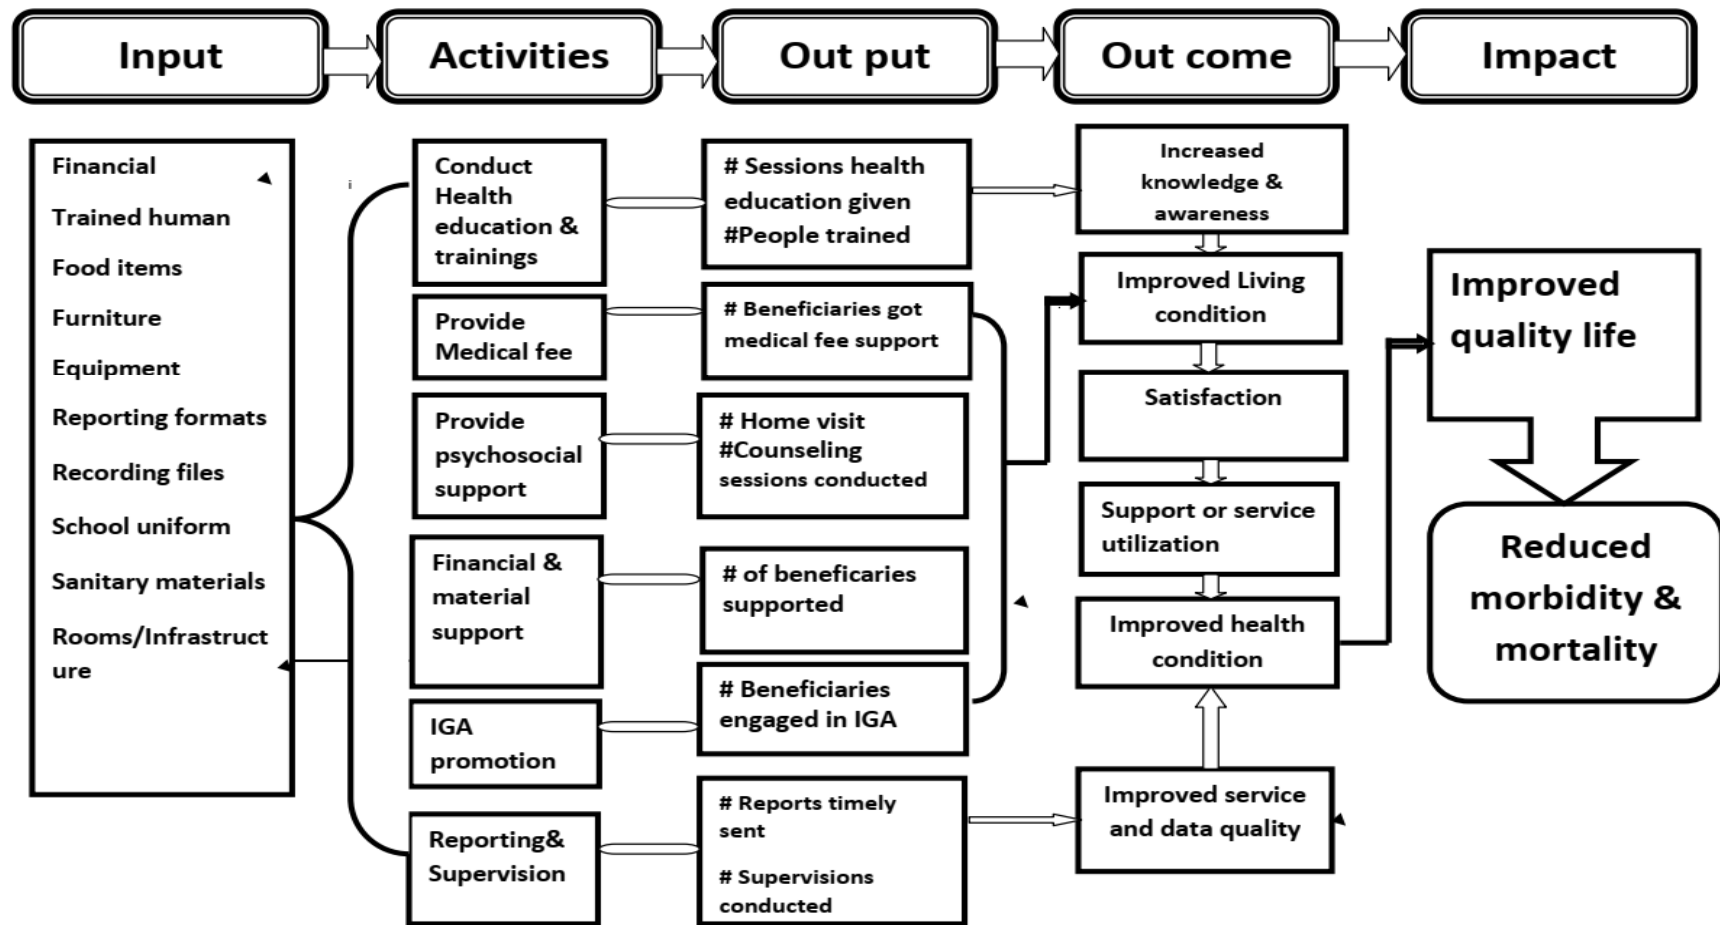 Input
Activities
Out put
Out come
Impact
Financial
Trained human
Food items
Furniture
Equipment
Reporting formats
Recording files
School uniform
Sanitary materials
Rooms/Infrastruct
ure
i
Conduct
Health
education &
trainings
Provide
Medical fee
Provide
psychosocial
support
Financial &
material
support
IGA
promotion
Reporting&
Supervision
# Sessions health
education given
#People trained
# Beneficiaries got
medical fee support
# Home visit
#Counseling
sessions conducted
# of beneficaries
supported
# Beneficiaries
engaged in IGA
# Reports timely
sent
# Supervisions
conducted
Increased
knowledge &
awareness
Improved Living
condition
Satisfaction
Support or service
utilization
Improved health
condition
Improved service
and data quality
Improved
quality life
Reduced
morbidity &
mortality